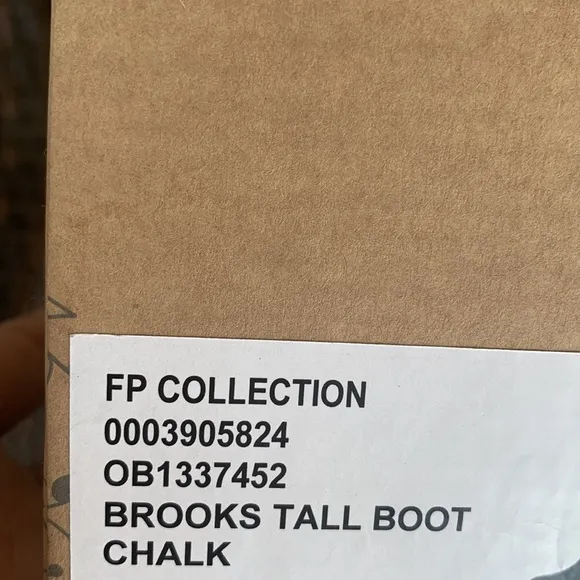 FP COLLECTION
0003905824
OB1337452
BROOKS TALL BOOT
CHALK